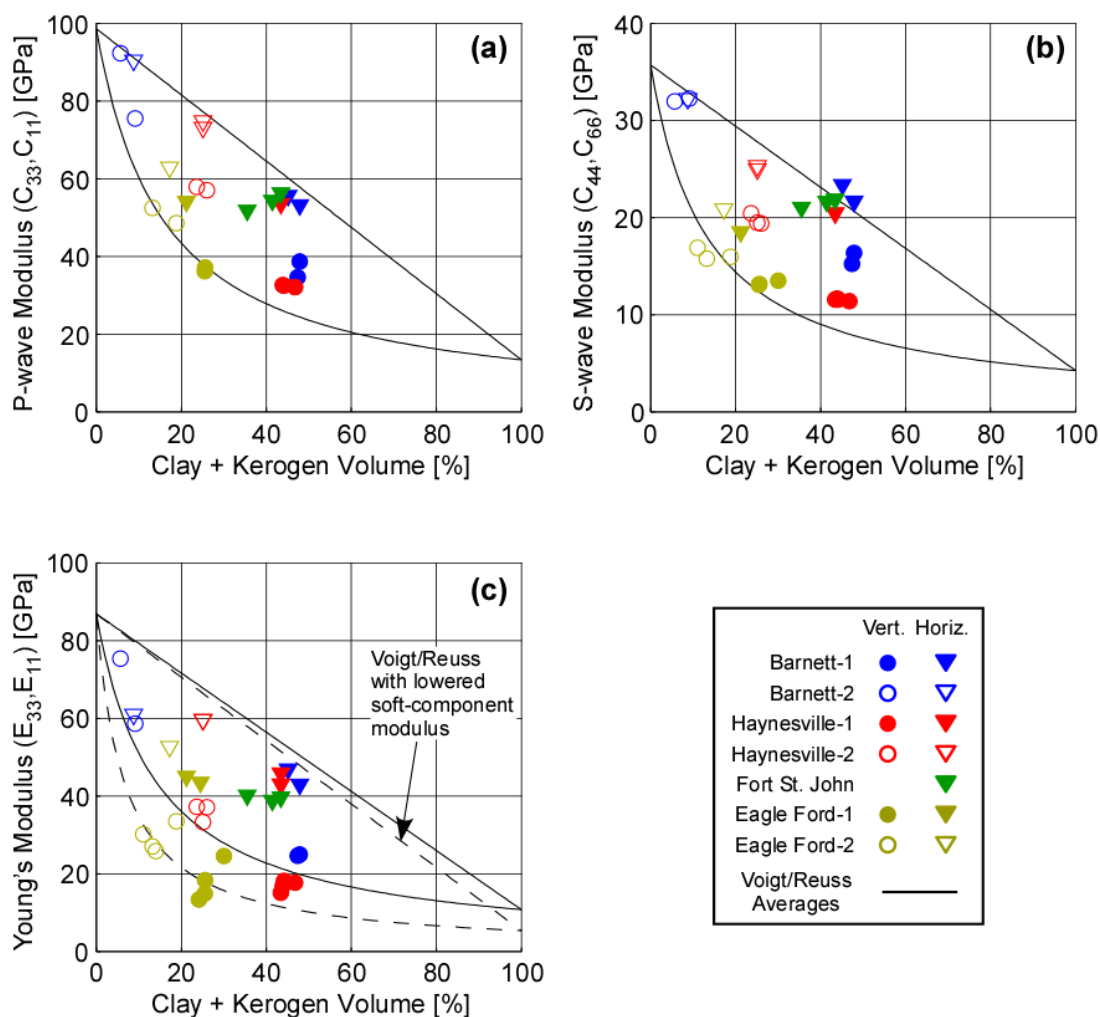 (a)
P-wave Modulus (C33,C11) [GPa]
100
80
60
40
20
0
0 20 40 60 80 100
Clay + Kerogen Volume [%]
(b)
S-wave Modulus (C44,C66) [GPa]
40
30
20
10
0
0 20 40 60 80 100
Clay + Kerogen Volume [%]
(c)
Young's Modulus (E33,E11) [GPa]
100
80
60
40
20
0
0 20 40 60 80 100
Clay + Kerogen Volume [%]
Voigt/Reuss
with lowered
soft-component
modulus
Vert. Horiz.
Barnett-1
Barnett-2
Haynesville-1
Haynesville-2
Fort St. John
Eagle Ford-1
Eagle Ford-2
Voigt/Reuss
Averages